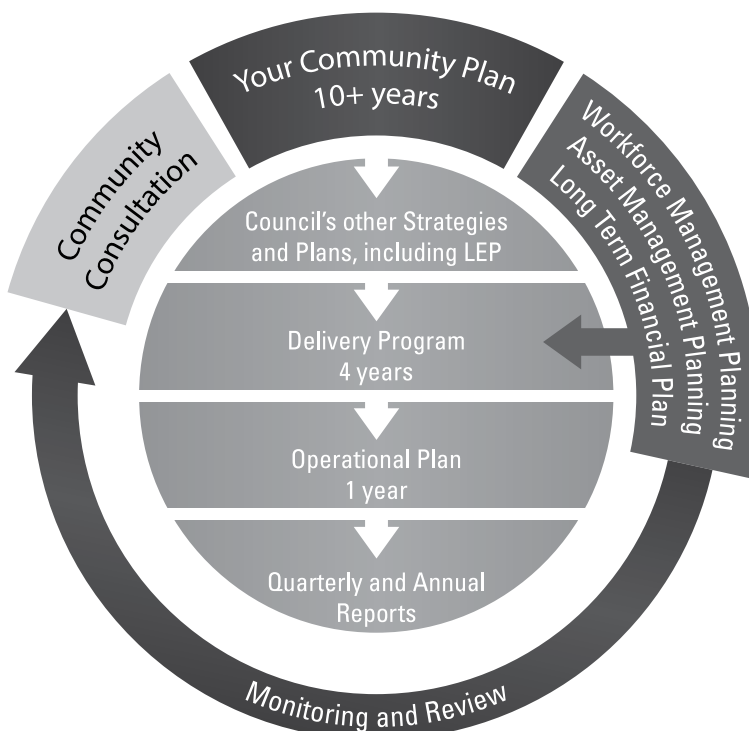 Your Community Plan
10+ years
Community
Consultation
Workforce Management Planning
Asset Management Planning
Long Term Financial Plan
Council's other Strategies
and Plans, including LEP
Delivery Program
4 years
Operational Plan
1 year
Quarterly and Annual
Reports
Monitoring and Review